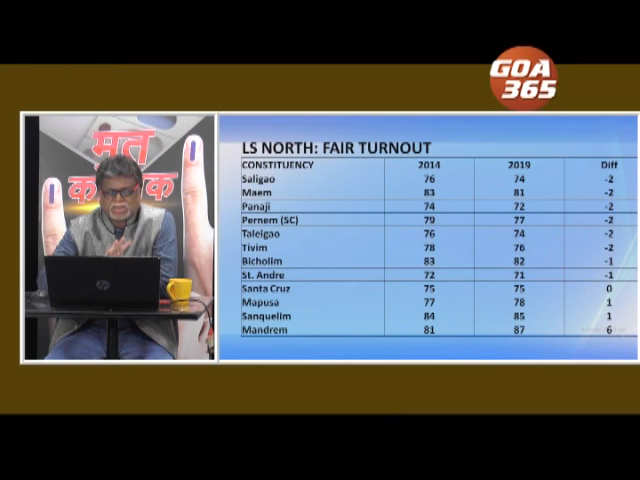 GOA
365
मत
LS NORTH: FAIR TURNOUT
CONSTITUENCY 2014 2019 Diff
Saligao 76 74 -2
Maem 83 81 -2
Panaji 74 72 -2
Pernem (SC) 79 77 -2
Taleigao 76 74 -2
Tivim 78 76 -2
Bicholim 83 82 -1
St. Andre 72 71 -1
Santa Cruz 75 75 0
Mapusa 77 78 1
Sanquelim 84 85 1
Mandrem 81 87 6
hp